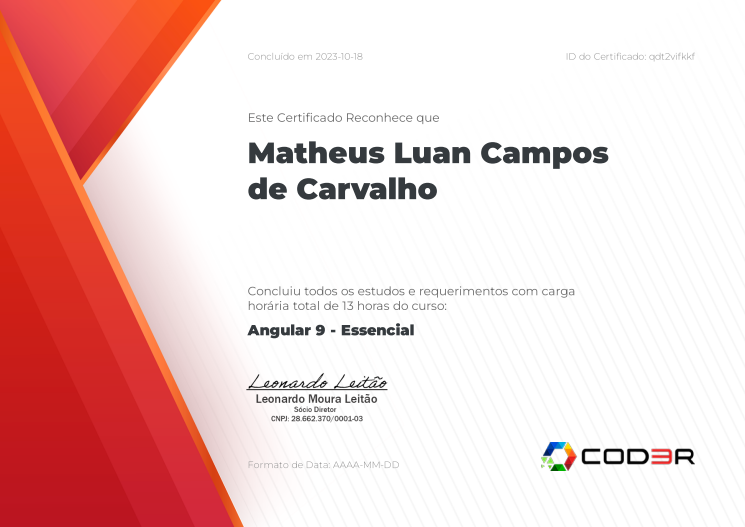 Concluído em 2023-10-18
ID do Certificado: qdt2vifkkf
Este Certificado Reconhece que
Matheus Luan Campos
de Carvalho
Concluiu todos os estudos e requerimentos com carga
horária total de 13 horas do curso:
Angular 9 - Essencial
Leonardo Leitão
Leonardo Moura Leitão
Sócio Diretor
CNPJ: 28.662.370/0001-03
Formato de Data: AAAA-MM-DD
COD3R